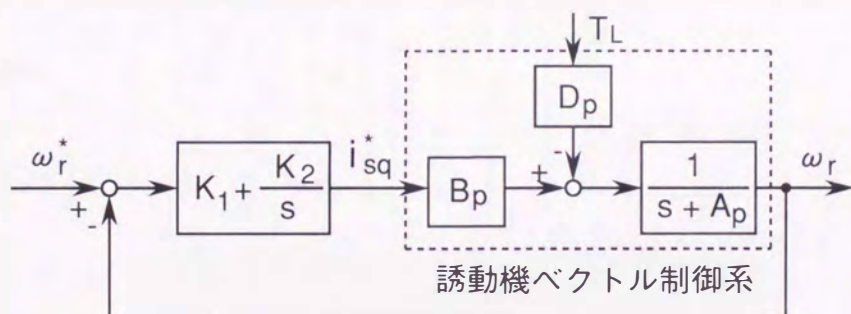 T_L
D_p
ω_r^*
+
-
K_1 + K_2/s
i_sq^*
B_p
+
-
1/(s + A_p)
ω_r
誘動機ベクトル制御系